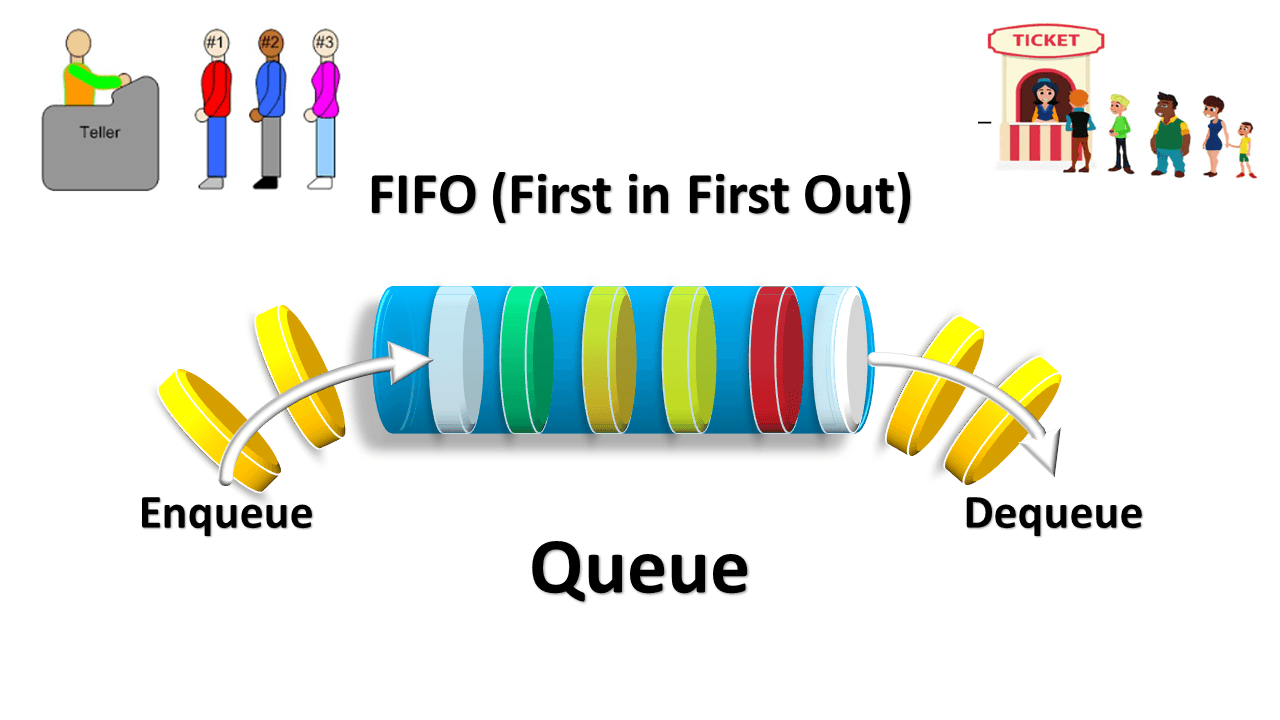 #1 #2 #3
TICKET
Teller
FIFO (First in First Out)
Enqueue
Dequeue
Queue